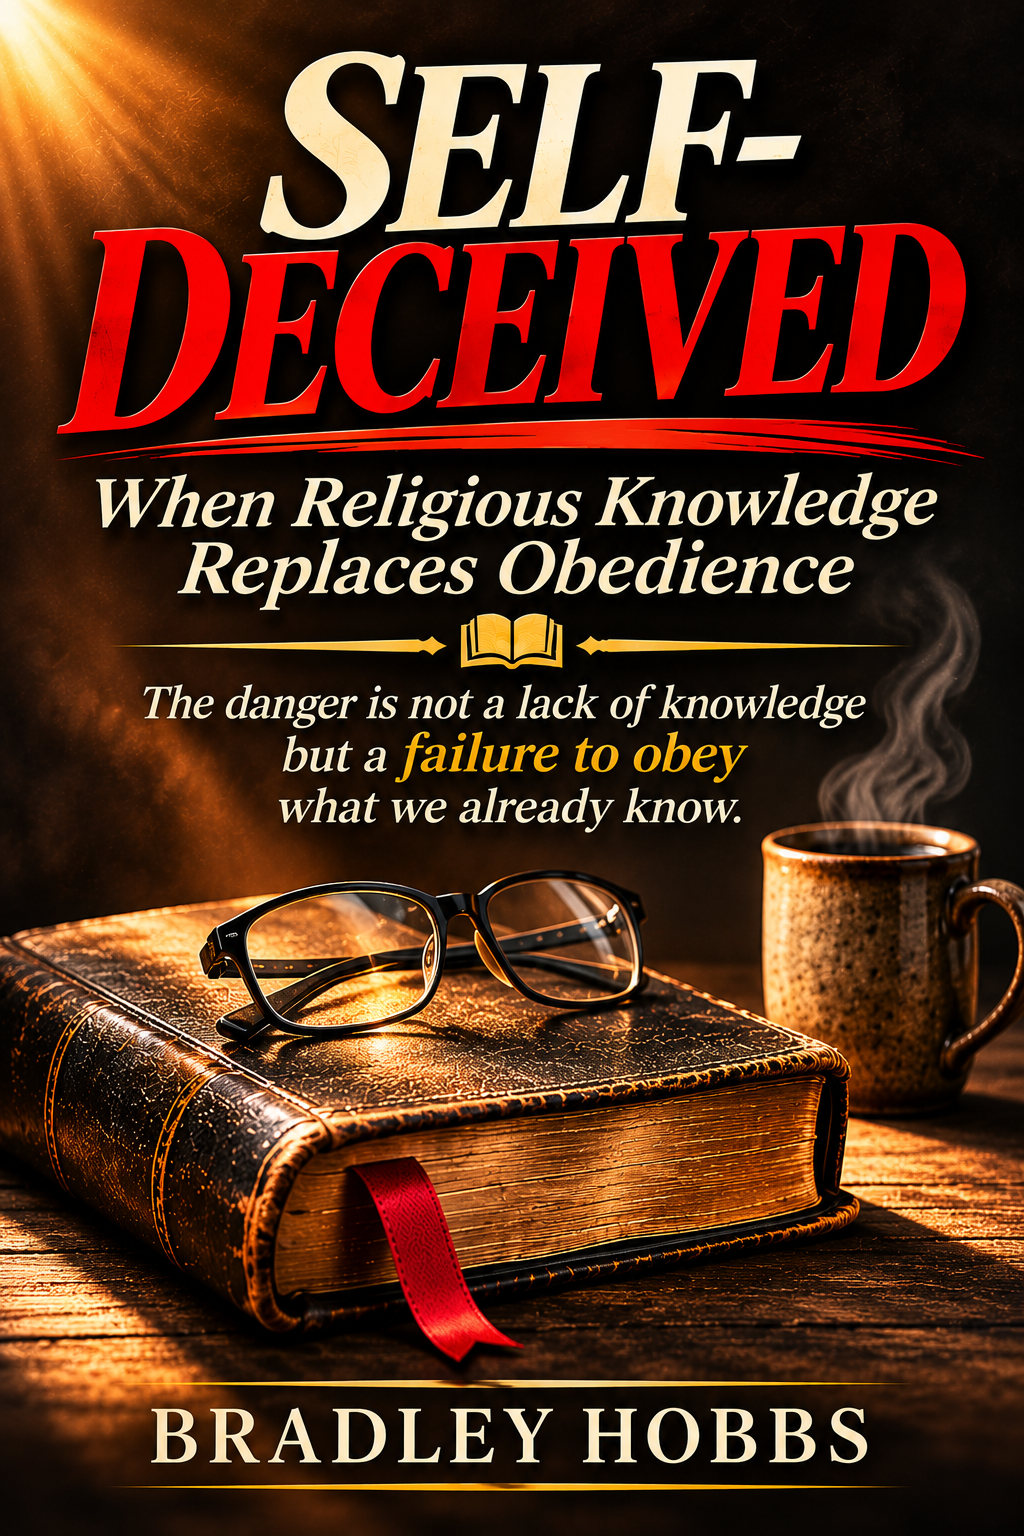 SELF-
DECEIVED
When Religious Knowledge
Replaces Obedience
The danger is not a lack of knowledge
but a failure to obey
what we already know.
BRADLEY HOBBS